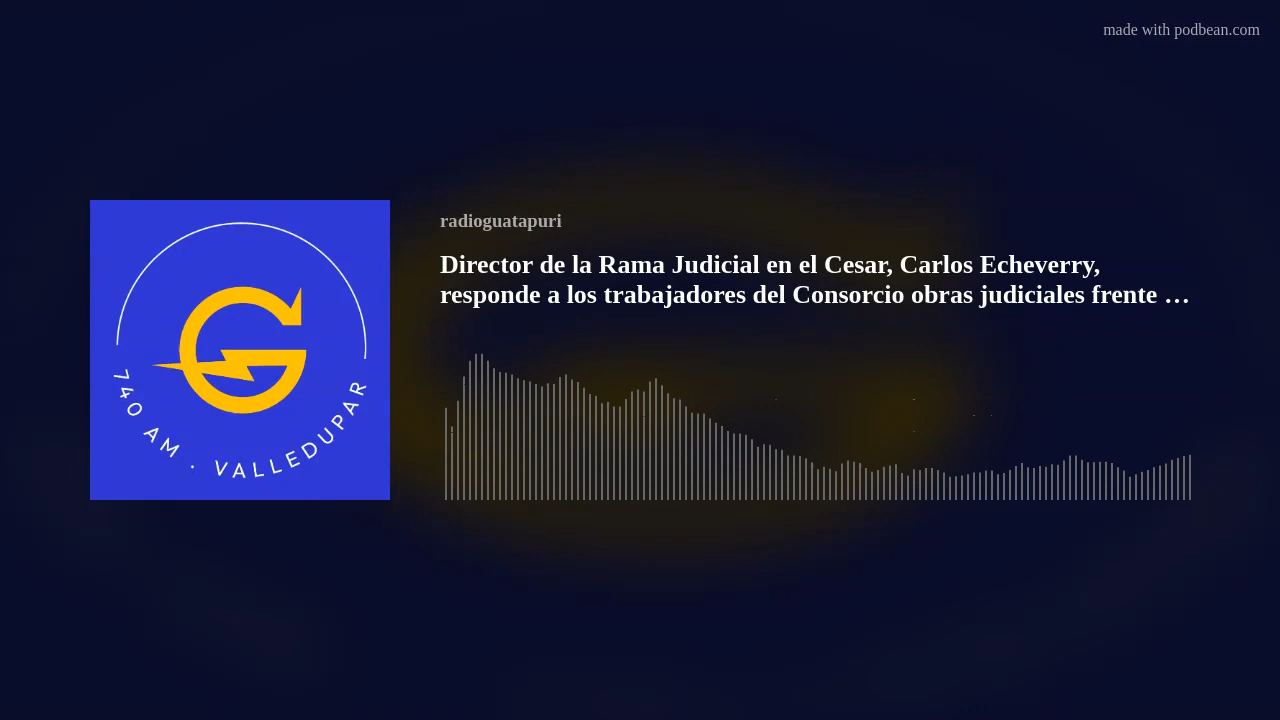 made with podbean.com
radioguatapuri
Director de la Rama Judicial en el Cesar, Carlos Echeverry,
responde a los trabajadores del Consorcio obras judiciales frente …
740 AM · VALLEDUPAR